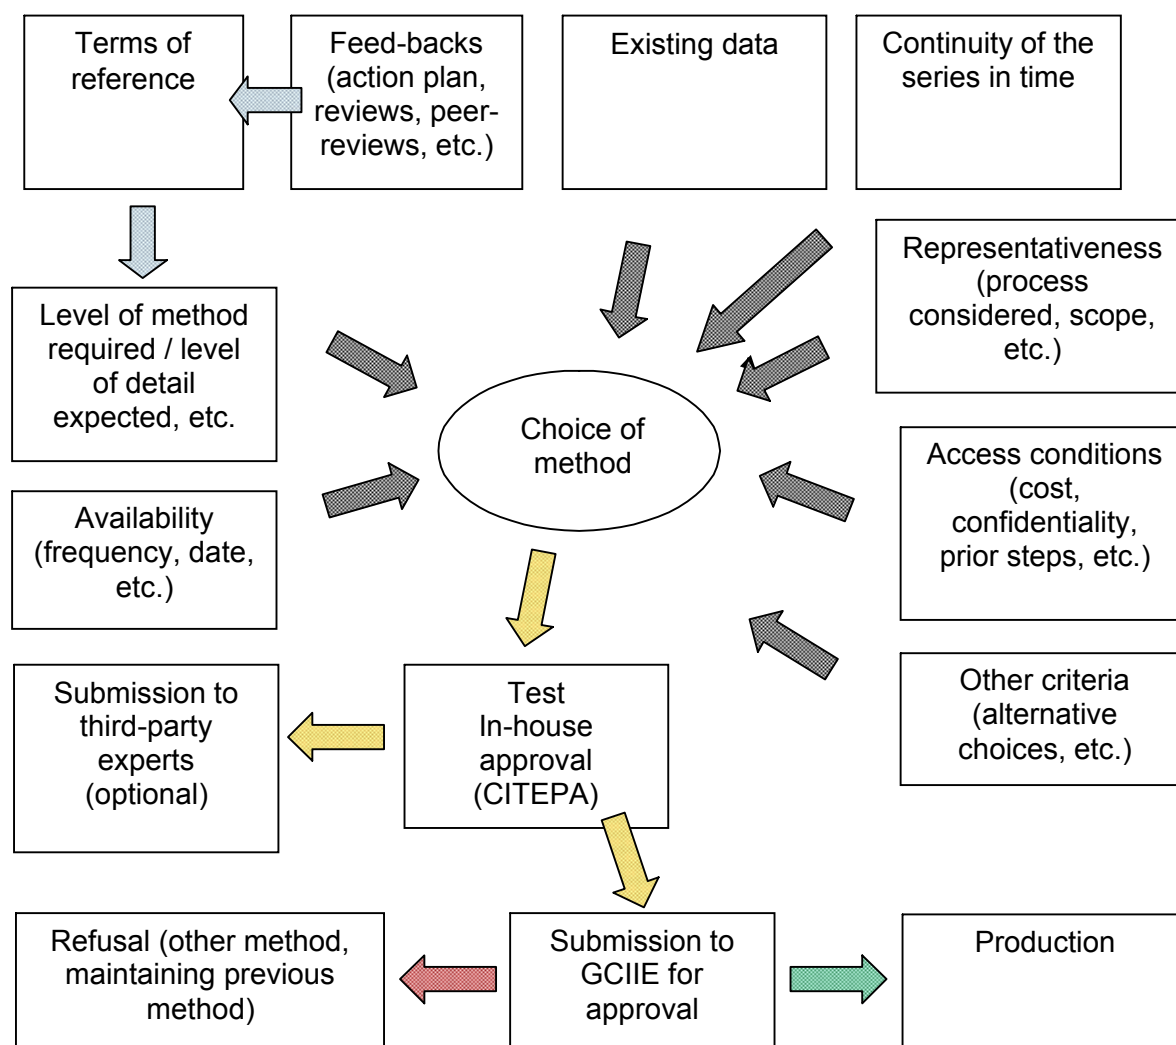 Terms of
reference
Feed-backs
(action plan,
reviews, peer-
reviews, etc.)
Existing data
Continuity of the
series in time
Representativeness
(process
considered, scope,
etc.)
Level of method
required / level
of detail
expected, etc.
Choice of
method
Access conditions
(cost,
confidentiality,
prior steps, etc.)
Availability
(frequency, date,
etc.)
Submission to
third-party
experts
(optional)
Test
In-house
approval
(CITEPA)
Other criteria
(alternative
choices, etc.)
Refusal (other method,
maintaining previous
method)
Submission to
GCIIE for
approval
Production